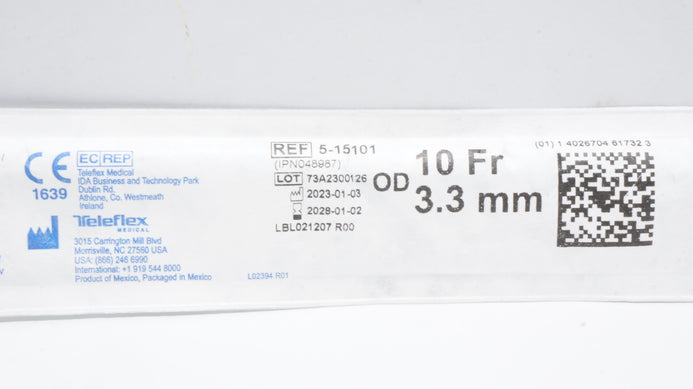 CE
1639
EC REP
Teleflex Medical
IDA Business and Technology Park
Dublin Rd.
Athlone, Co. Westmeath
Ireland
Teleflex
MEDICAL
3015 Carrington Mill Blvd
Morrisville, NC 27560 USA
USA: (866) 246 6990
International: +1 919 544 8000
Product of Mexico, Packaged in Mexico
L02394 R01
REF 5-15101
(IPN048987)
LOT 73A2300126
2023-01-03
2028-01-02
LBL021207 R00
OD 10 Fr
3.3 mm
(01) 1 4026704 61732 3